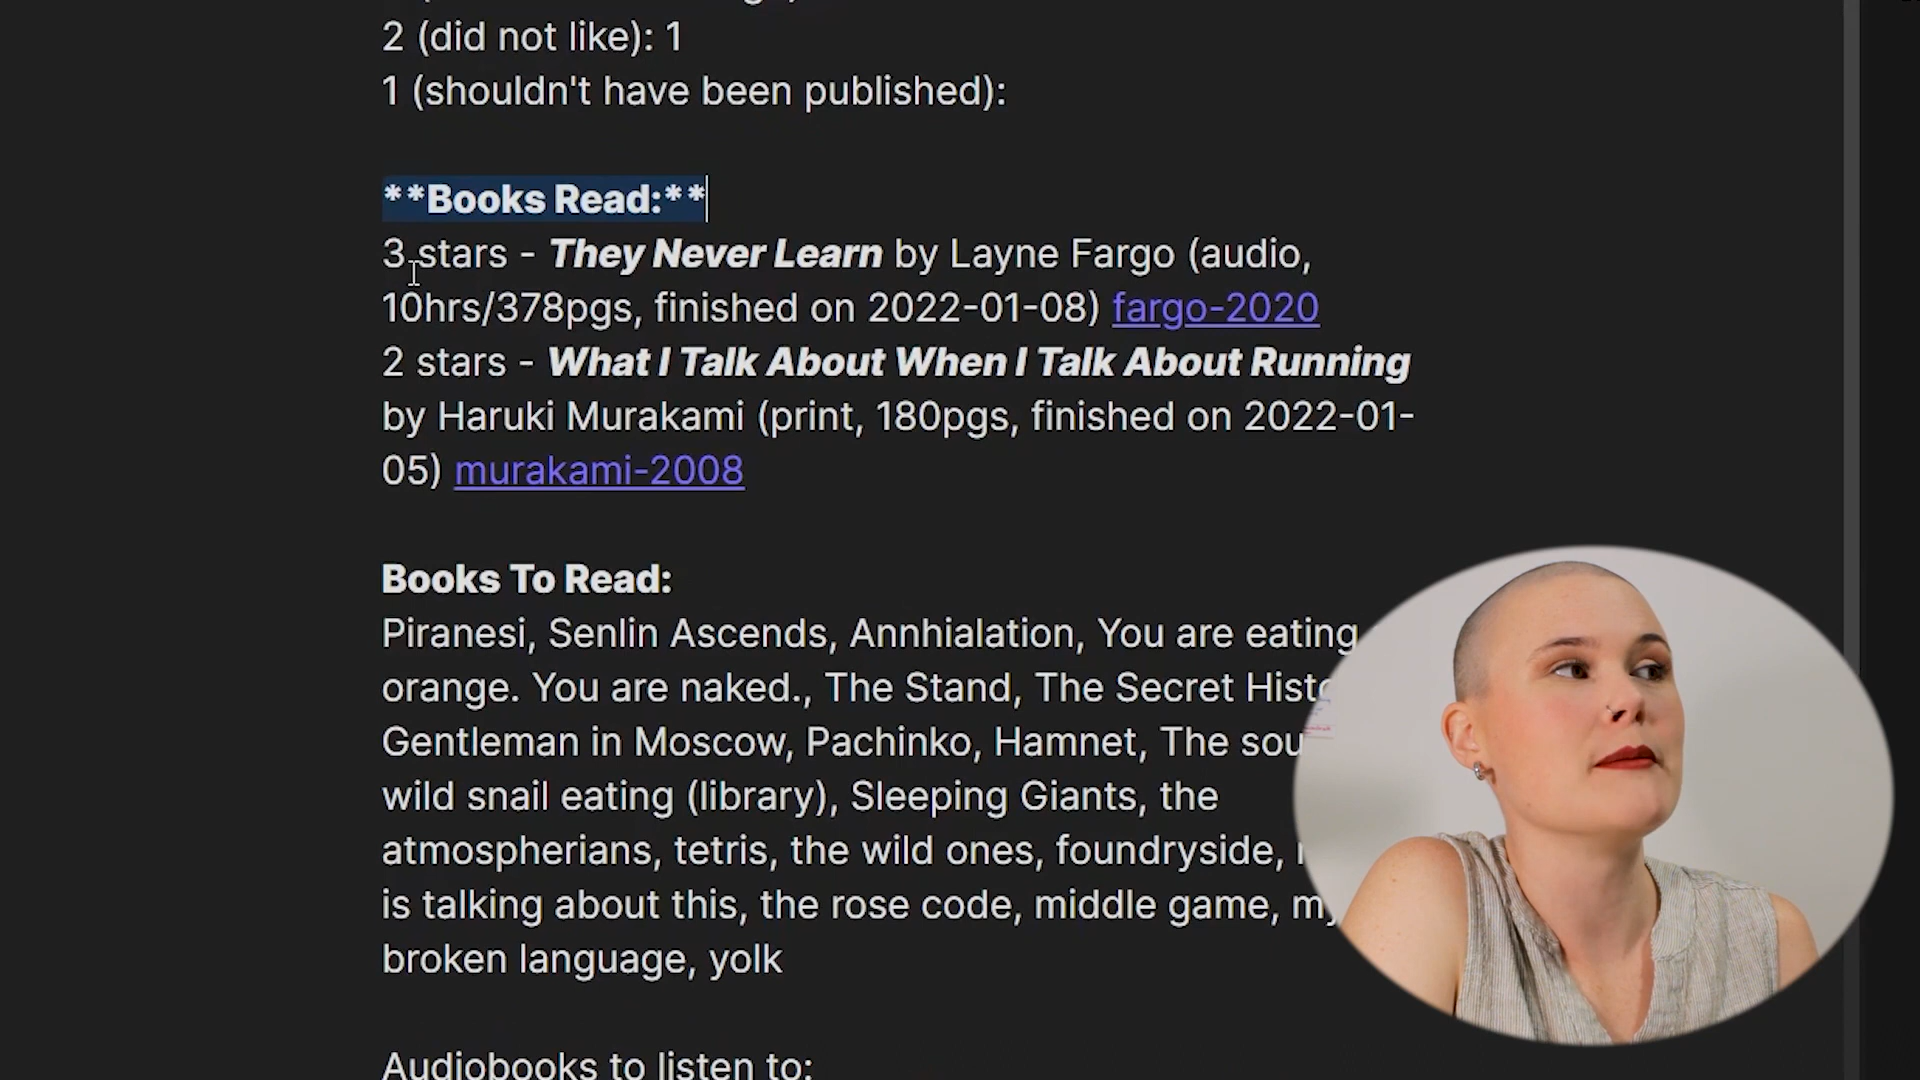 2 (did not like): 1
1 (shouldn't have been published):
**Books Read:**
3 stars - They Never Learn by Layne Fargo (audio,
10hrs/378pgs, finished on 2022-01-08) fargo-2020
2 stars - What I Talk About When I Talk About Running
by Haruki Murakami (print, 180pgs, finished on 2022-01-
05) murakami-2008
Books To Read:
Piranesi, Senlin Ascends, Annhialation, You are eating
orange. You are naked., The Stand, The Secret
Gentleman in Moscow, Pachinko, Hamnet, The
wild snail eating (library), Sleeping Giants, the
atmospherians, tetris, the wild ones, foundryside,
is talking about this, the rose code, middle game,
broken language, yolk
Audiobooks to listen to: